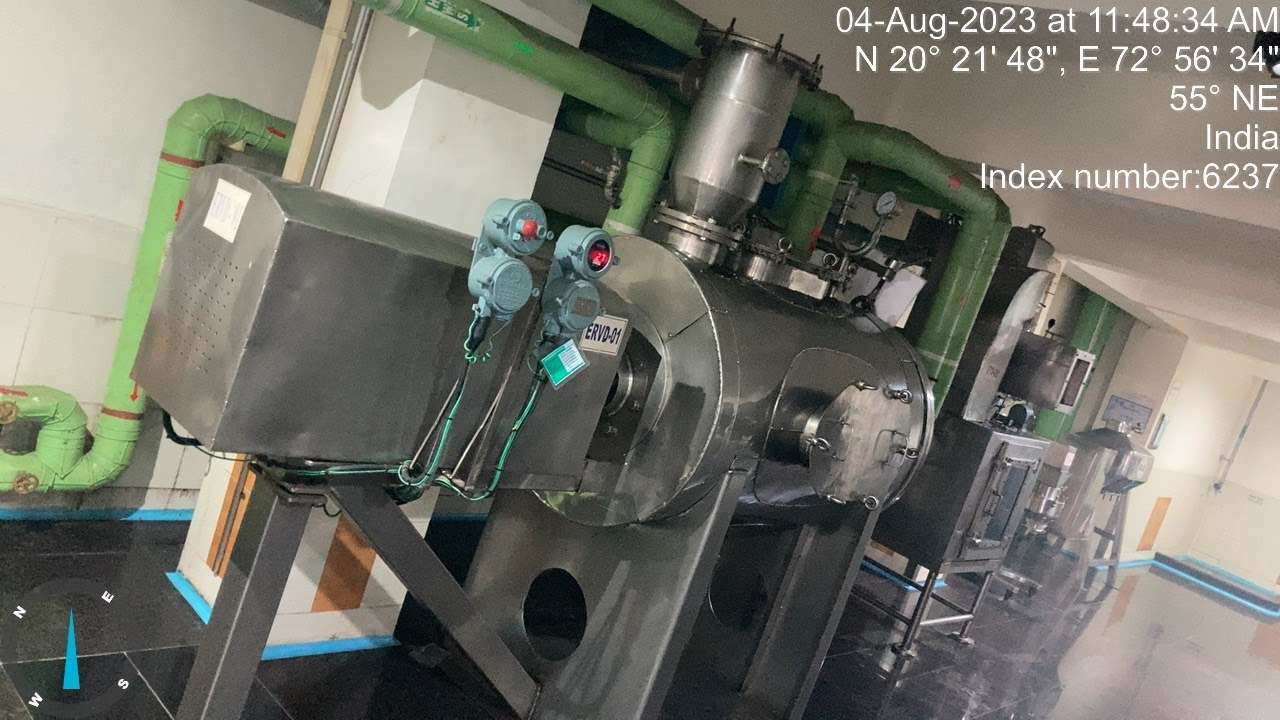 04-Aug-2023 at 11:48:34 AM
N 20° 21' 48", E 72° 56' 34"
55° NE
India
Index number:6237
ERVD-01
N
E
W
S